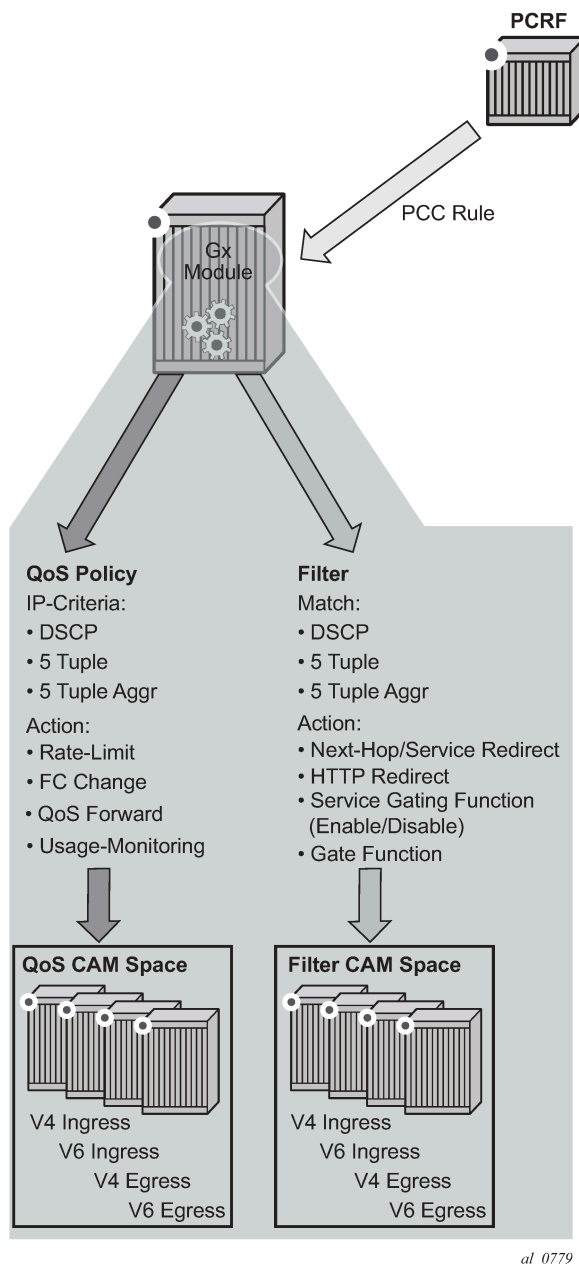 PCRF
PCC Rule
Gx
Module
QoS Policy
IP-Criteria:
• DSCP
• 5 Tuple
• 5 Tuple Aggr
Action:
• Rate-Limit
• FC Change
• QoS Forward
• Usage-Monitoring
Filter
Match:
• DSCP
• 5 Tuple
• 5 Tuple Aggr
Action:
• Next-Hop/Service Redirect
• HTTP Redirect
• Service Gating Function
(Enable/Disable)
• Gate Function
QoS CAM Space
V4 Ingress
V6 Ingress
V4 Egress
V6 Egress
Filter CAM Space
V4 Ingress
V6 Ingress
V4 Egress
V6 Egress
al_0779